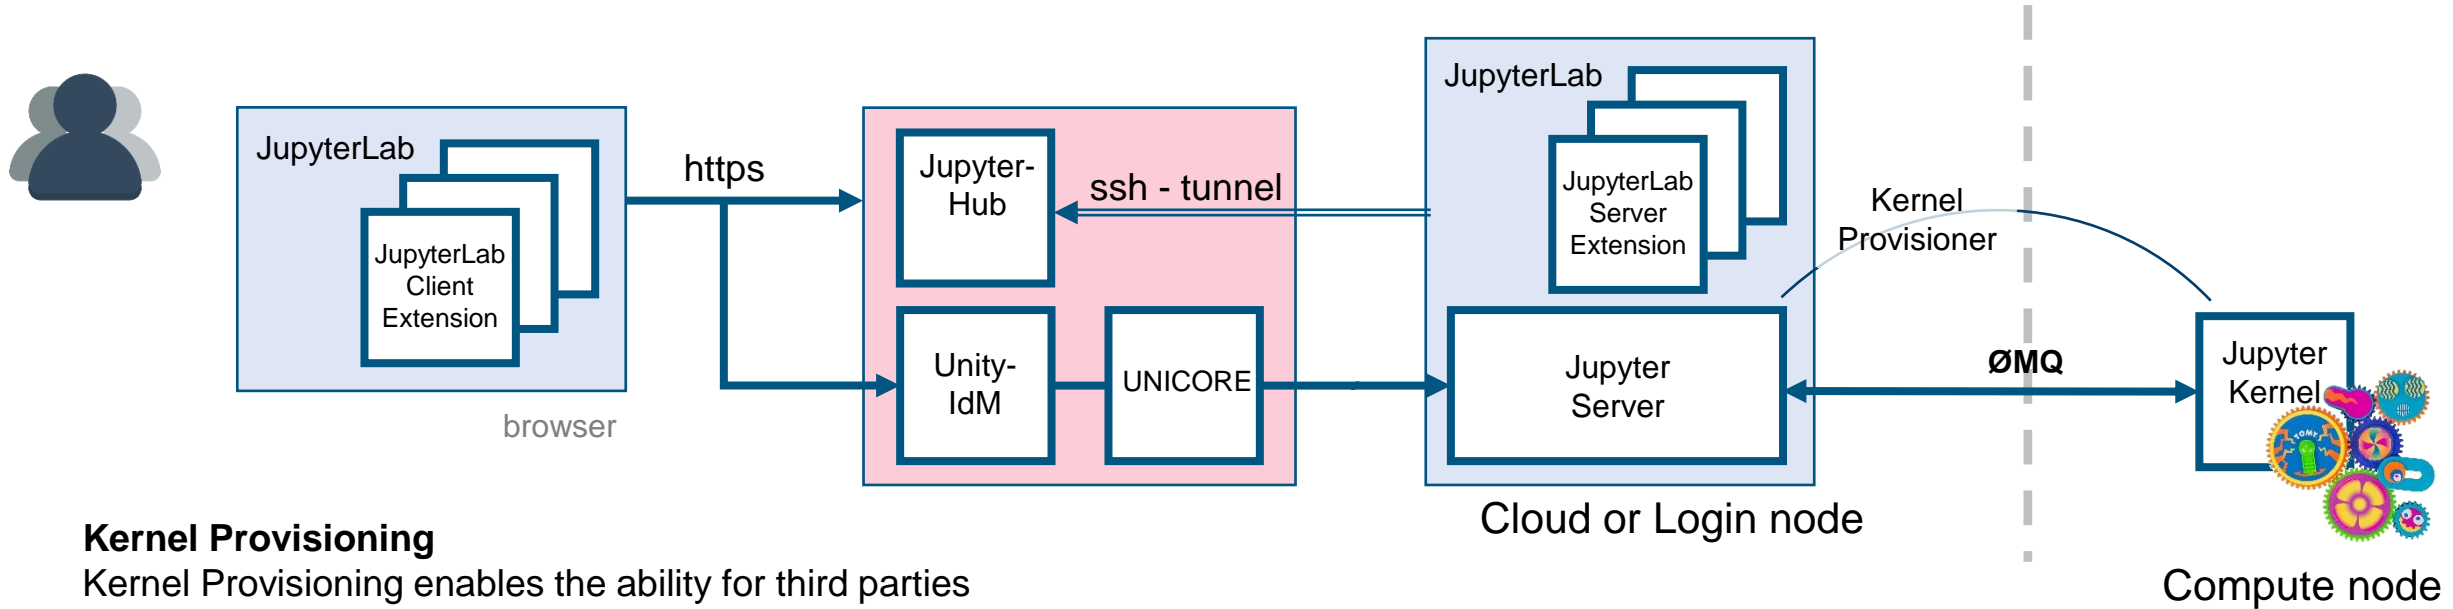 JupyterLab
JupyterLab
Client
Extension
browser
https
Jupyter-
Hub
ssh - tunnel
Unity-
IdM
UNICORE
JupyterLab
JupyterLab
Server
Extension
Jupyter
Server
Cloud or Login node
Kernel
Provisioner
ØMQ
Jupyter
Kernel
TOMY
Compute node
Kernel Provisioning
Kernel Provisioning enables the ability for third parties